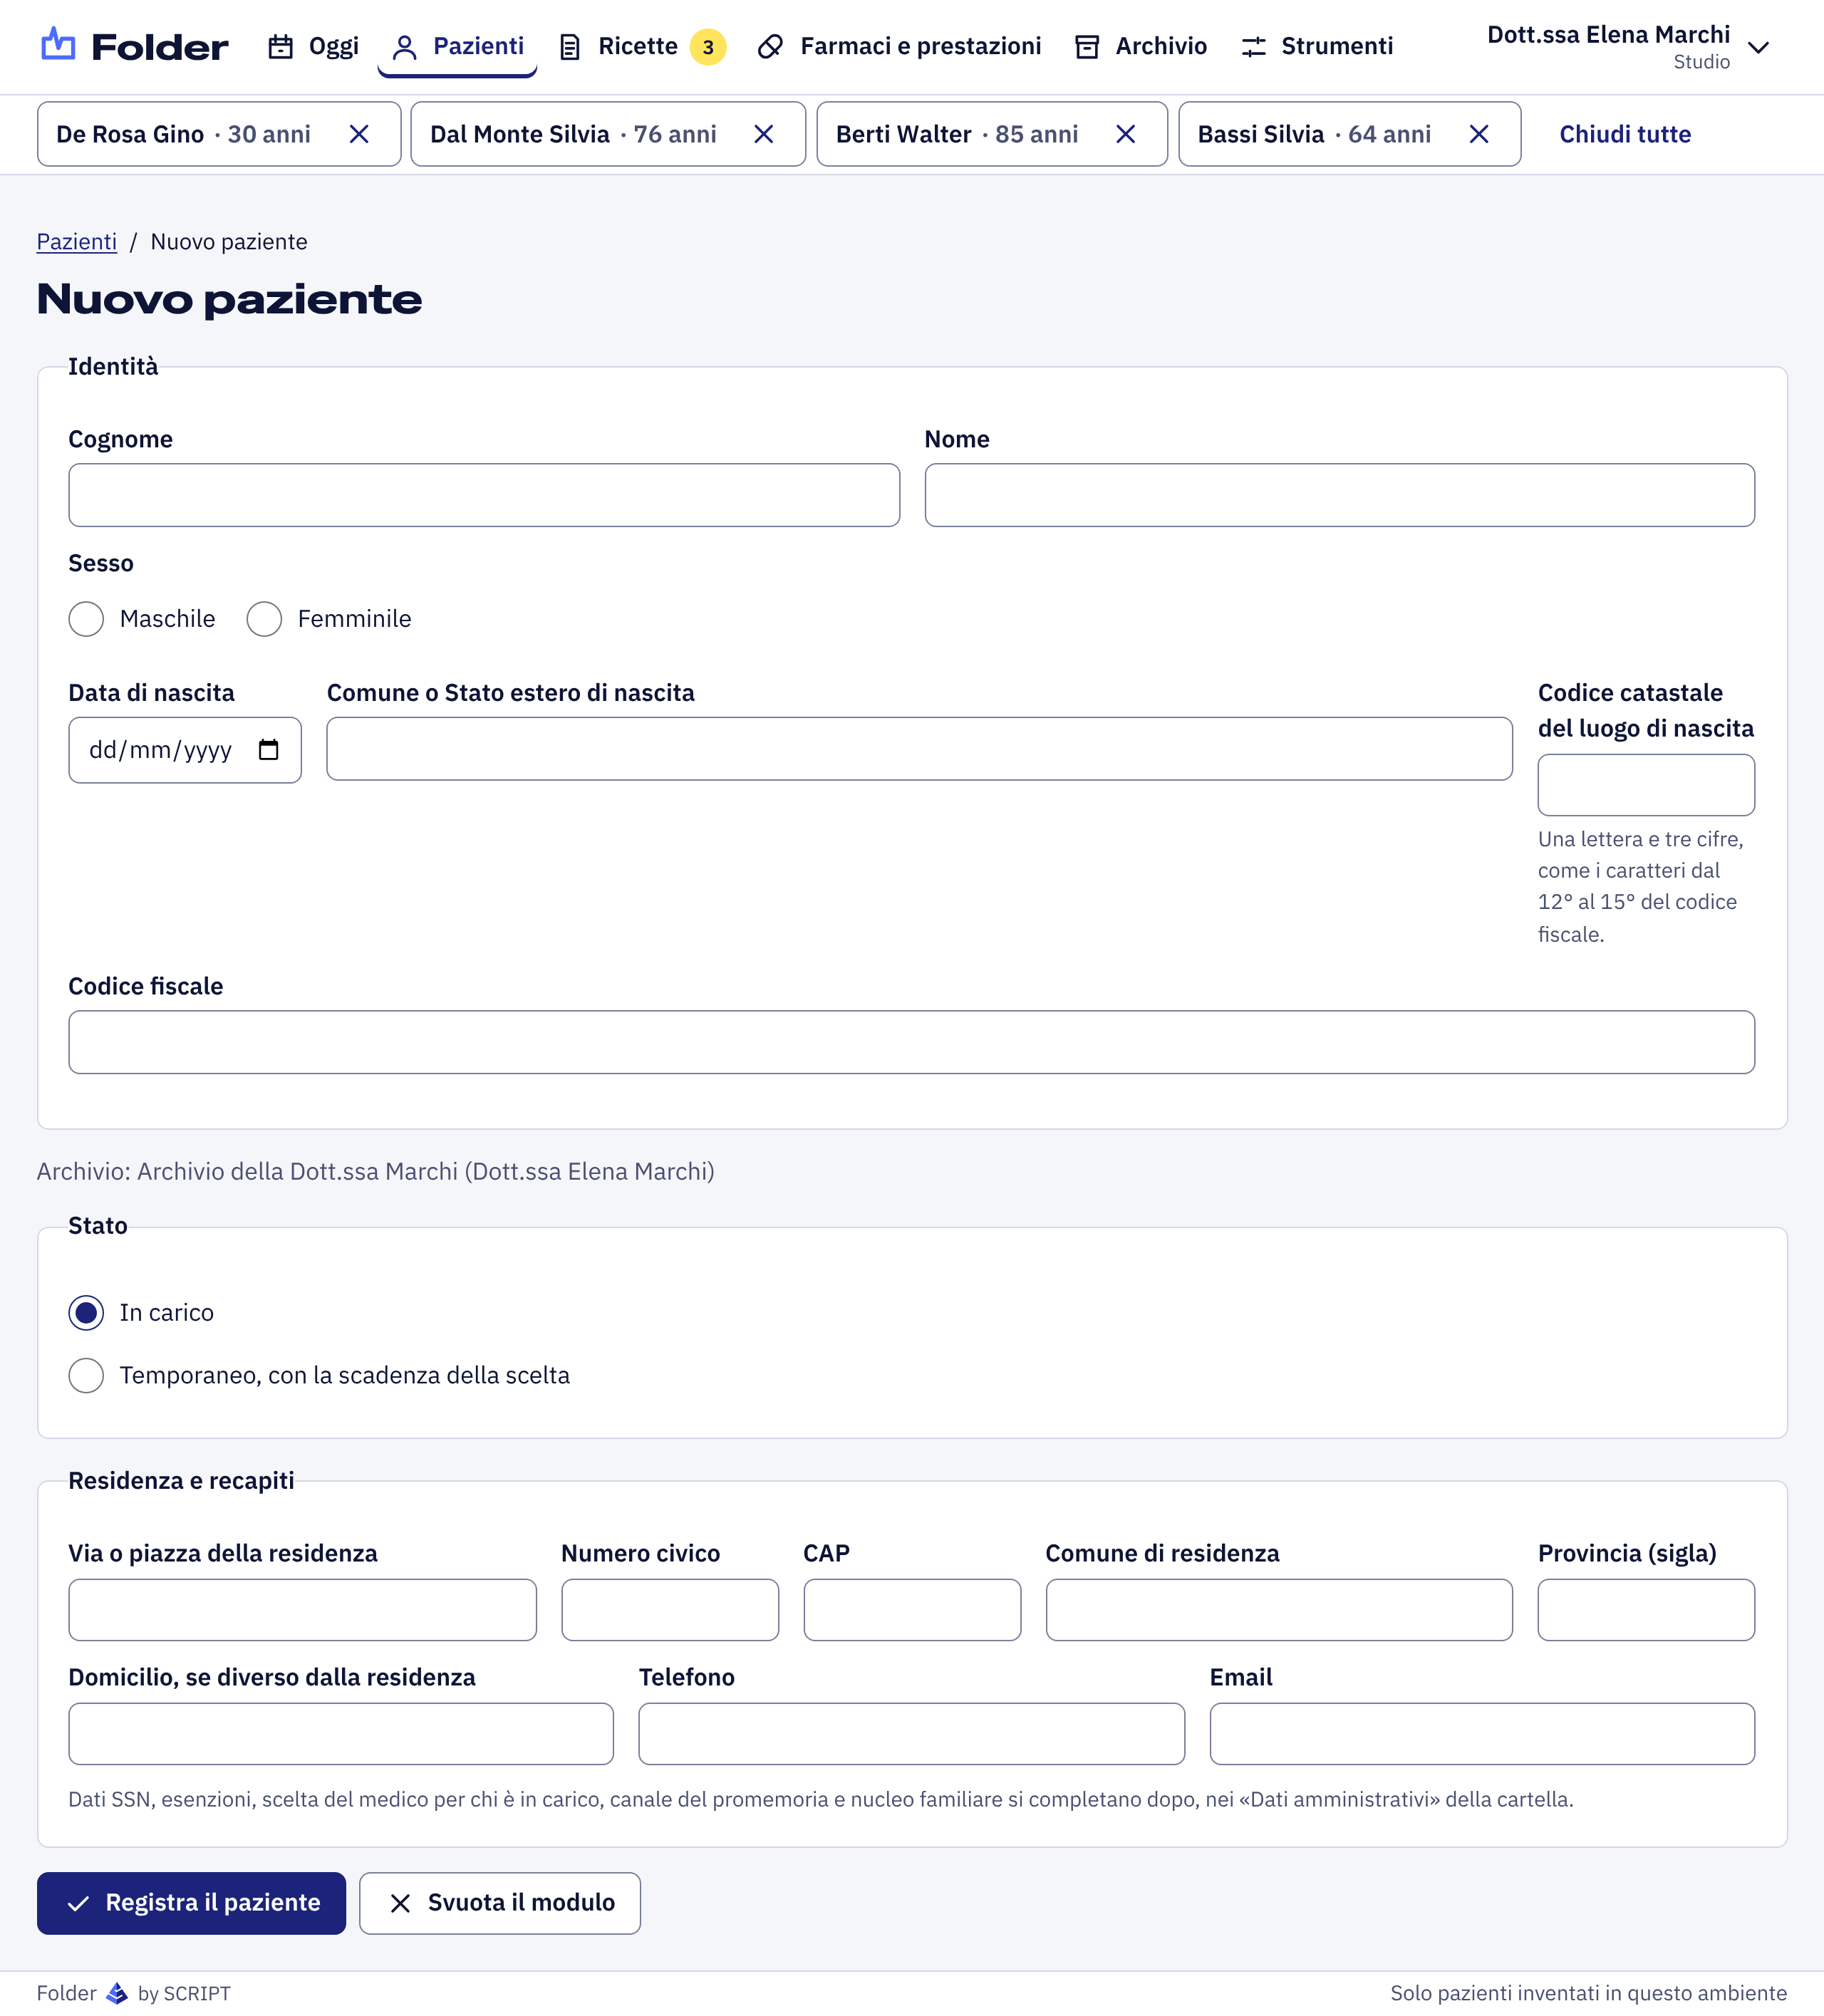 Folder Oggi Pazienti Ricette 3 Farmaci e prestazioni Archivio Strumenti Dott.ssa Elena Marchi
Studio
De Rosa Gino · 30 anni Dal Monte Silvia · 76 anni Berti Walter · 85 anni Bassi Silvia · 64 anni Chiudi tutte
Pazienti / Nuovo paziente
Nuovo paziente
Identità
Cognome Nome
Sesso
Maschile Femminile
Data di nascita Comune o Stato estero di nascita Codice catastale
del luogo di nascita
dd/mm/yyyy
Una lettera e tre cifre,
come i caratteri dal
12° al 15° del codice
fiscale.
Codice fiscale
Archivio: Archivio della Dott.ssa Marchi (Dott.ssa Elena Marchi)
Stato
In carico
Temporaneo, con la scadenza della scelta
Residenza e recapiti
Via o piazza della residenza Numero civico CAP Comune di residenza Provincia (sigla)
Domicilio, se diverso dalla residenza Telefono Email
Dati SSN, esenzioni, scelta del medico per chi è in carico, canale del promemoria e nucleo familiare si completano dopo, nei «Dati amministrativi» della cartella.
Registra il paziente Svuota il modulo
Folder by SCRIPT Solo pazienti inventati in questo ambiente